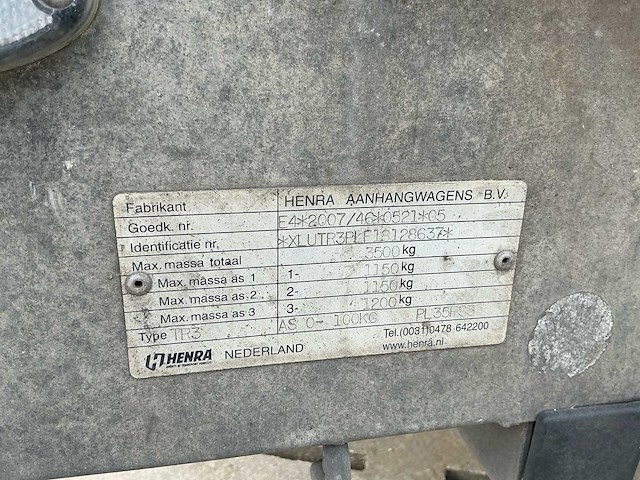 Fabrikant HENRA AANHANGWAGENS B.V.
Goedk. nr. E4*2007/46*0521*05
Identificatie nr.
Max. massa totaal 3500 kg
Max. massa as 1 1- 1150 kg
Max. massa as 2 2- 1150 kg
Max. massa as 3 3- 1200 kg
Type TR3 AS 0- 100KG PL35RS3
HENRA NEDERLAND Tel.(0031)0478 642200
www.henra.nl